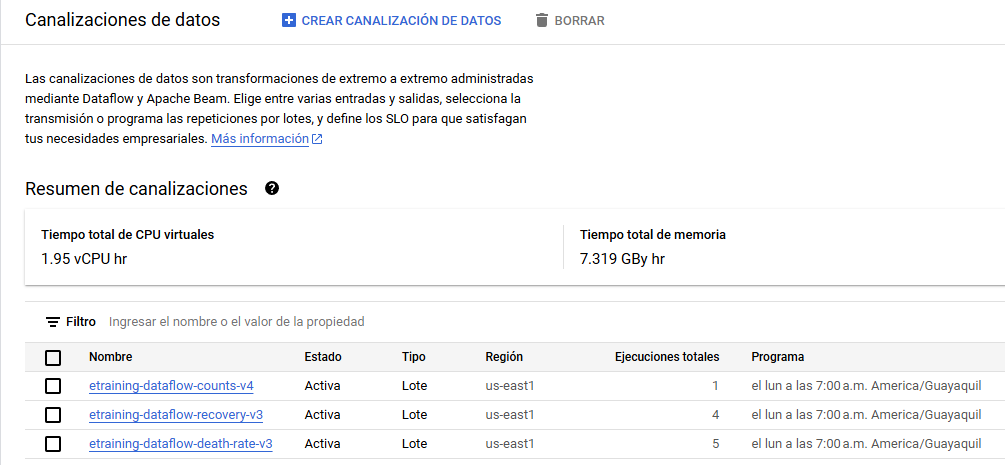 Canalizaciones de datos CREAR CANALIZACIÓN DE DATOS BORRAR
Las canalizaciones de datos son transformaciones de extremo a extremo administradas
mediante Dataflow y Apache Beam. Elige entre varias entradas y salidas, selecciona la
transmisión o programa las repeticiones por lotes, y define los SLO para que satisfagan
tus necesidades empresariales. Más información
Resumen de canalizaciones ?
Tiempo total de CPU virtuales Tiempo total de memoria
1.95 vCPU hr 7.319 GBy hr
Filtro Ingresar el nombre o el valor de la propiedad
Nombre Estado Tipo Región Ejecuciones totales Programa
etraining-dataflow-counts-v4 Activa Lote us-east1 1 el lun a las 7:00 a.m. America/Guayaquil
etraining-dataflow-recovery-v3 Activa Lote us-east1 4 el lun a las 7:00 a.m. America/Guayaquil
etraining-dataflow-death-rate-v3 Activa Lote us-east1 5 el lun a las 7:00 a.m. America/Guayaquil